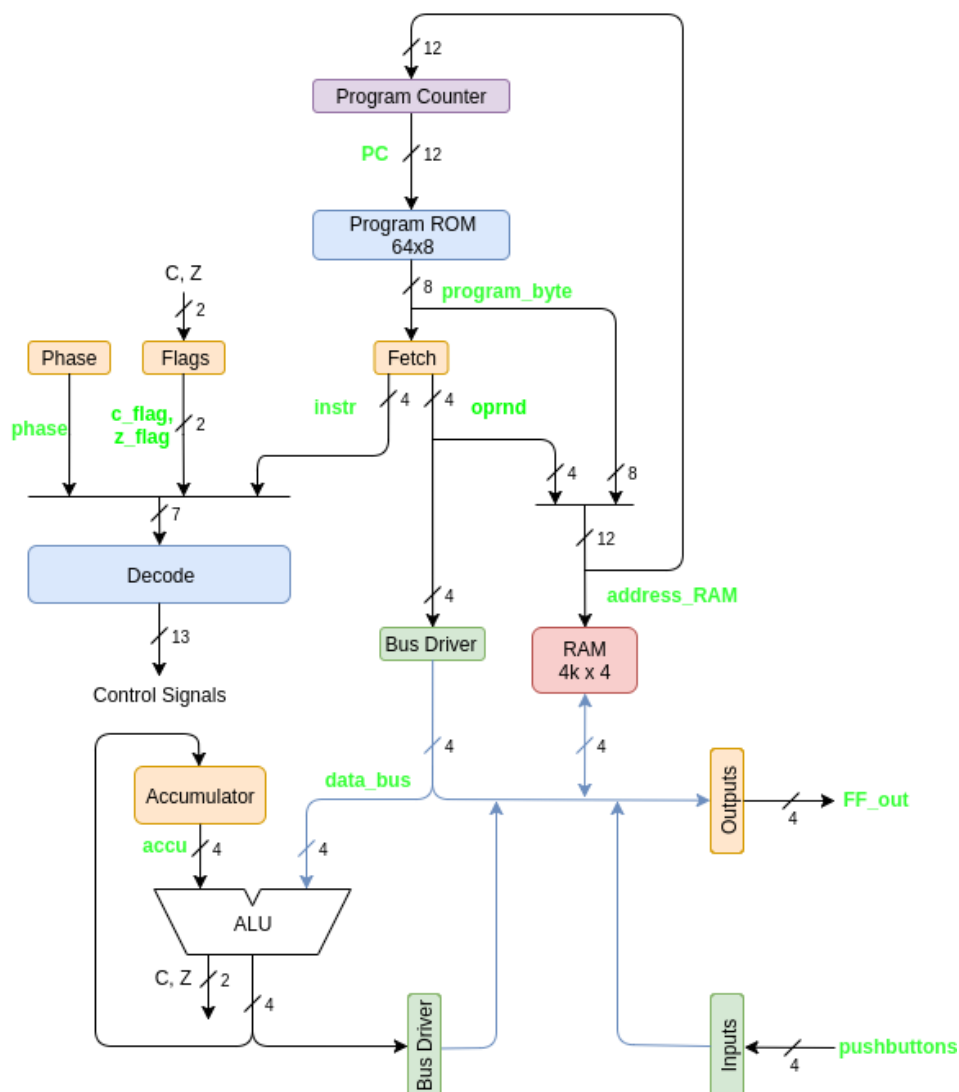 12
Program Counter
PC
12
Program ROM
64x8
C, Z
8
program_byte
2
Phase
Flags
Fetch
phase
c_flag,
z_flag
2
instr
4
4
oprnd
4
8
7
12
Decode
4
address_RAM
13
Bus Driver
RAM
4k x 4
Control Signals
4
4
data_bus
Accumulator
Outputs
4
FF_out
accu
4
4
ALU
C, Z
2
4
Bus Driver
Inputs
4
pushbuttons